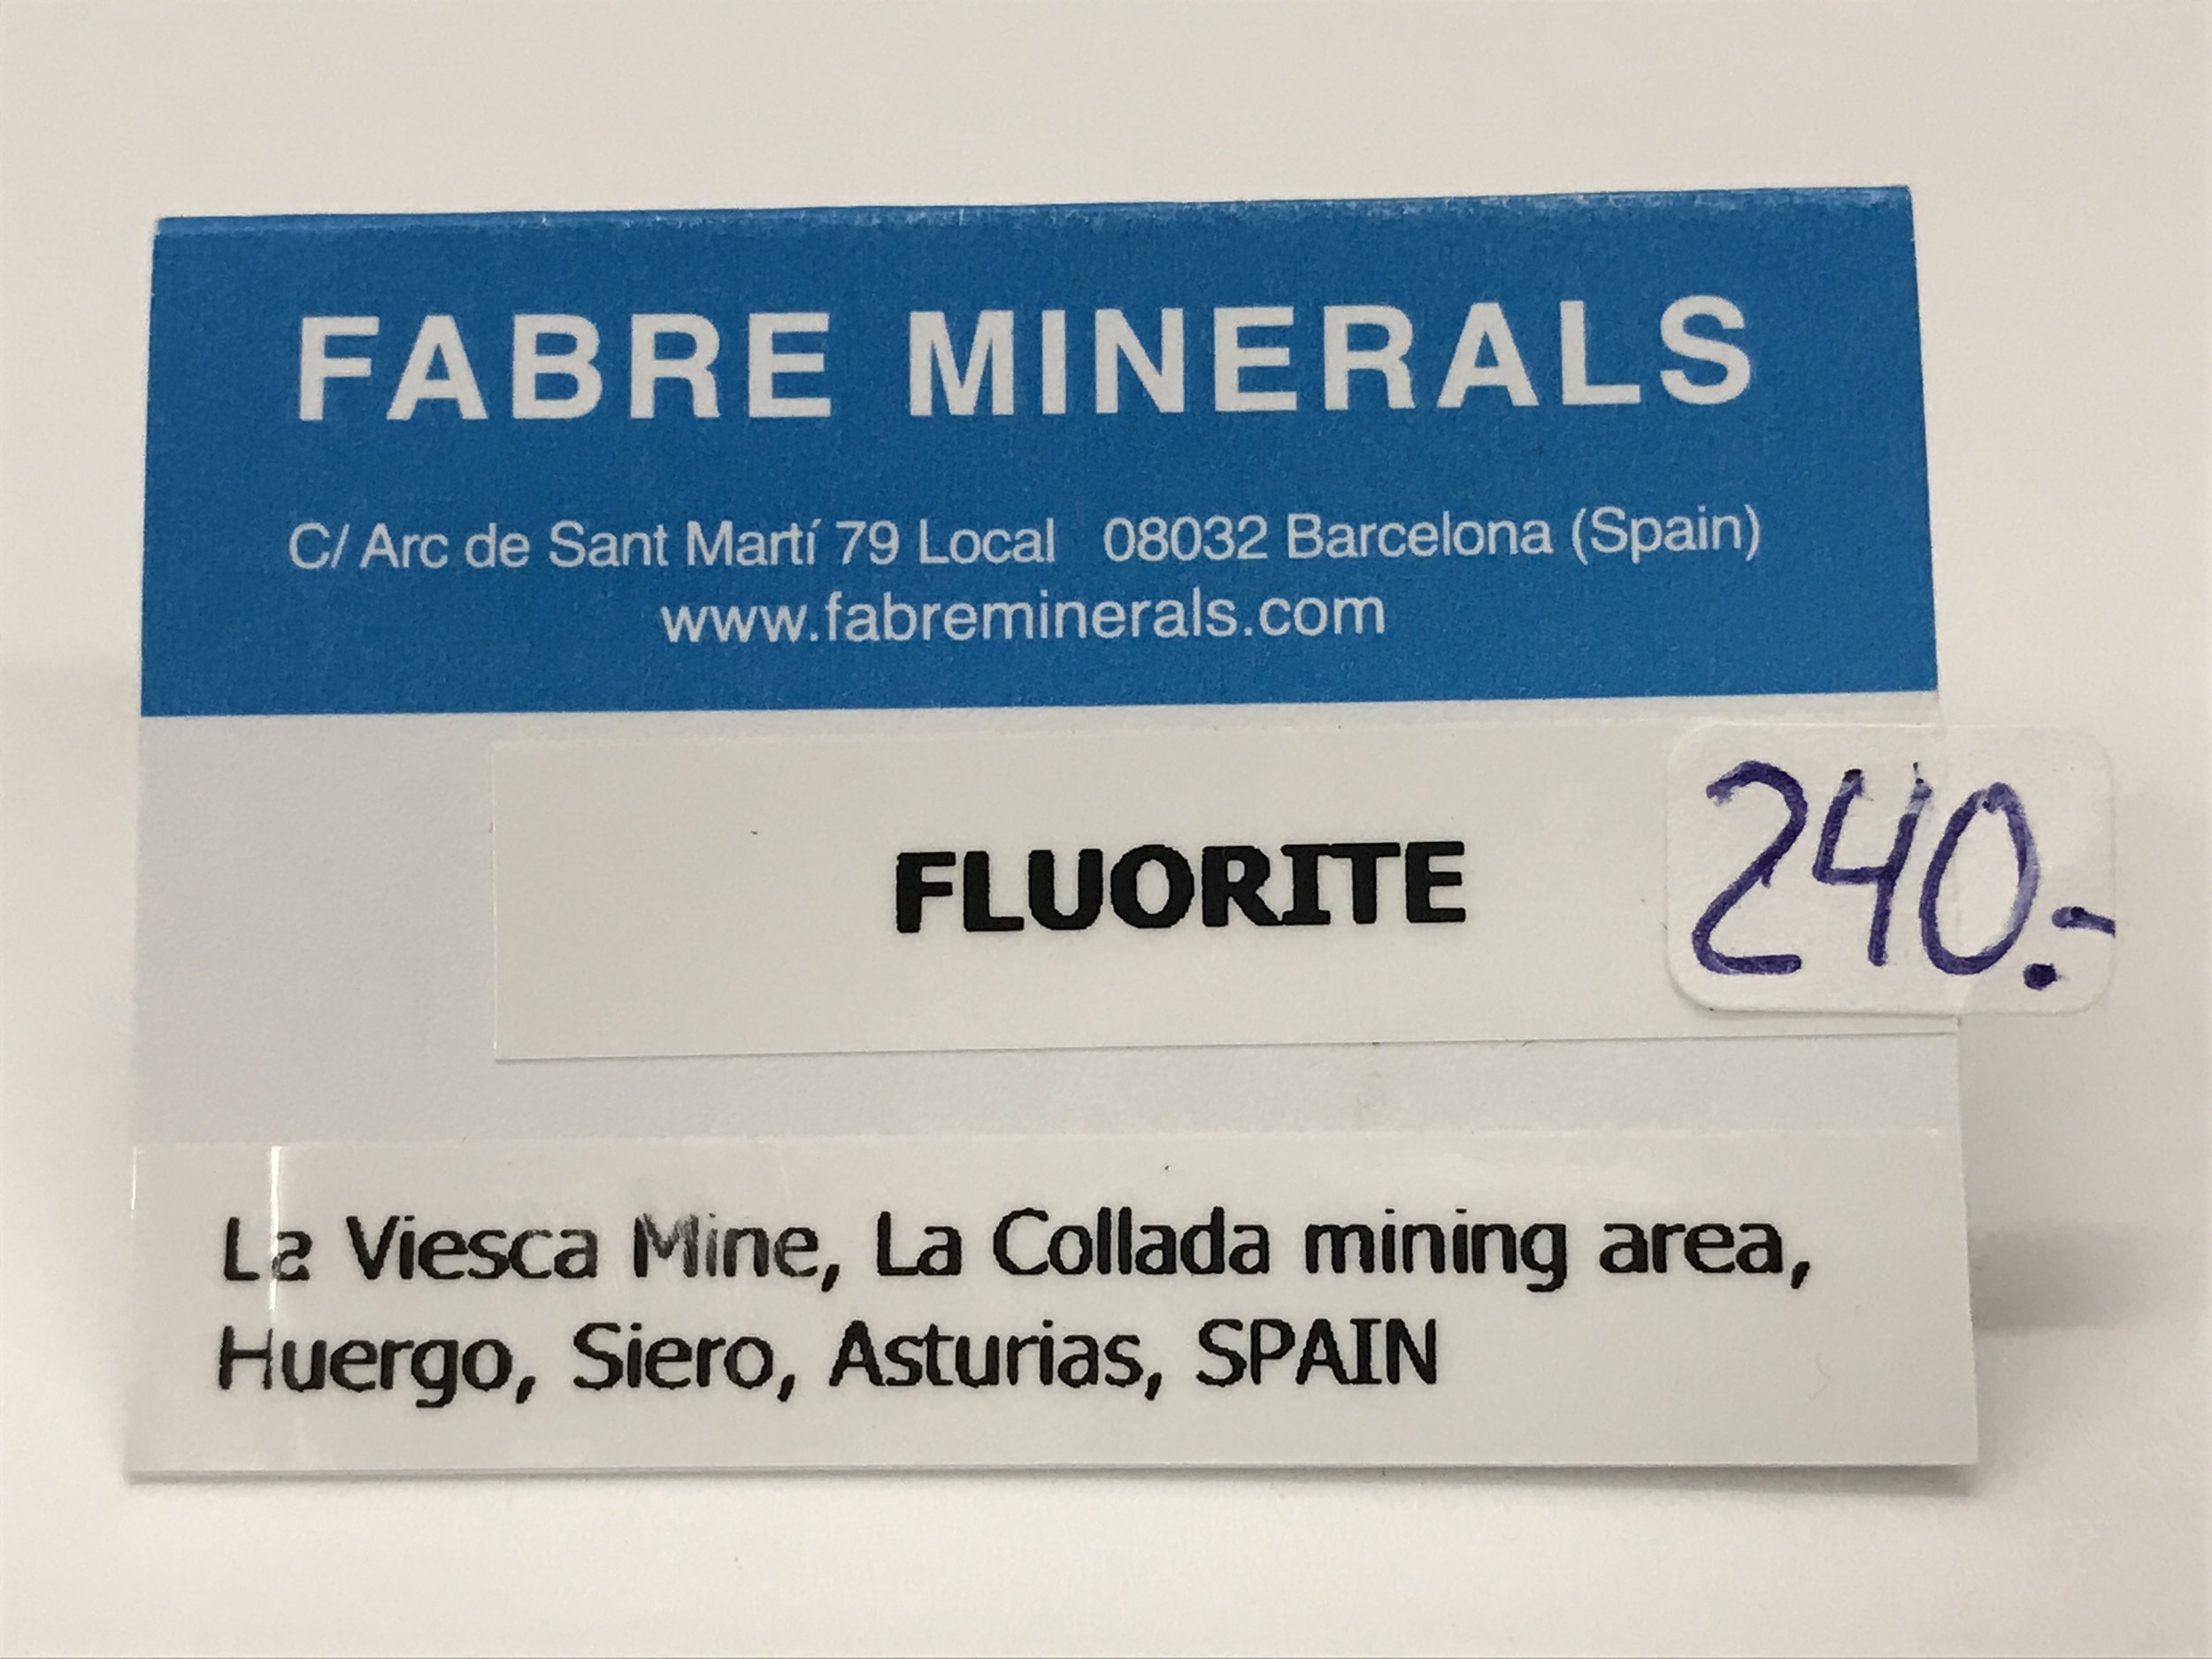 FABRE MINERALS
C/ Arc de Sant Martí 79 Local 08032 Barcelona (Spain)
www.fabreminerals.com
FLUORITE
240.-
La Viesca Mine, La Collada mining area,
Huergo, Siero, Asturias, SPAIN